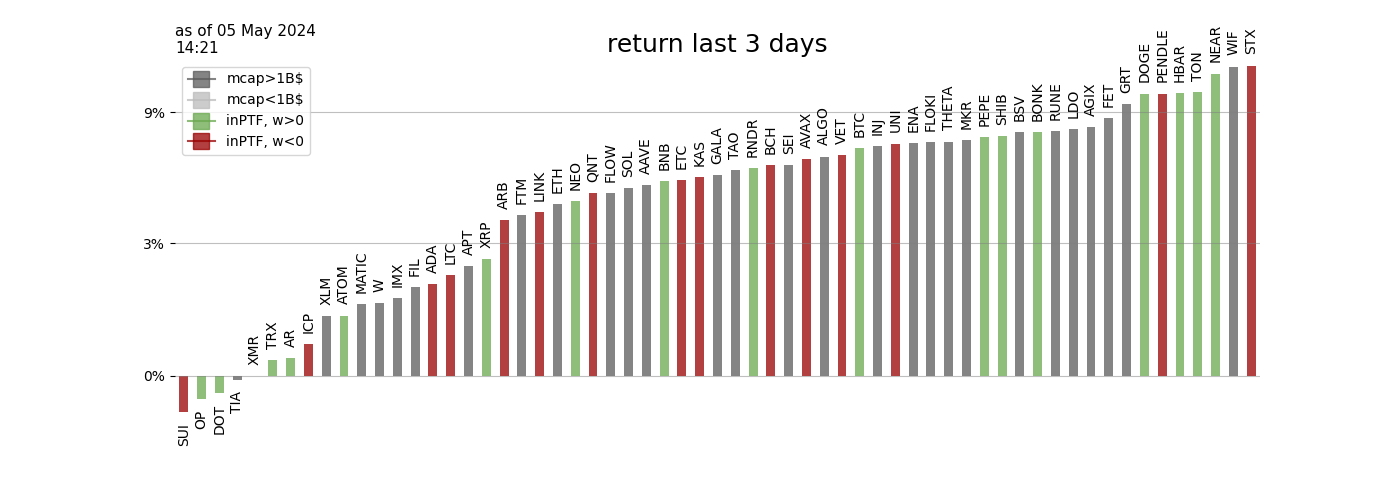 as of 05 May 2024
14:21
return last 3 days
mcap>1B$
mcap<1B$
inPTF, w>0
inPTF, w<0
9%
3%
0%
SUI
OP
DOT
TIA
XMR
TRX
AR
ICP
XLM
ATOM
MATIC
W
IMX
FIL
ADA
LTC
APT
XRP
ARB
FTM
LINK
ETH
NEO
QNT
FLOW
SOL
AAVE
BNB
ETC
KAS
GALA
TAO
RNDR
BCH
SEI
AVAX
ALGO
VET
BTC
INJ
UNI
ENA
FLOKI
THETA
MKR
PEPE
SHIB
BSV
BONK
RUNE
LDO
AGIX
FET
GRT
DOGE
PENDLE
HBAR
TON
NEAR
WIF
STX